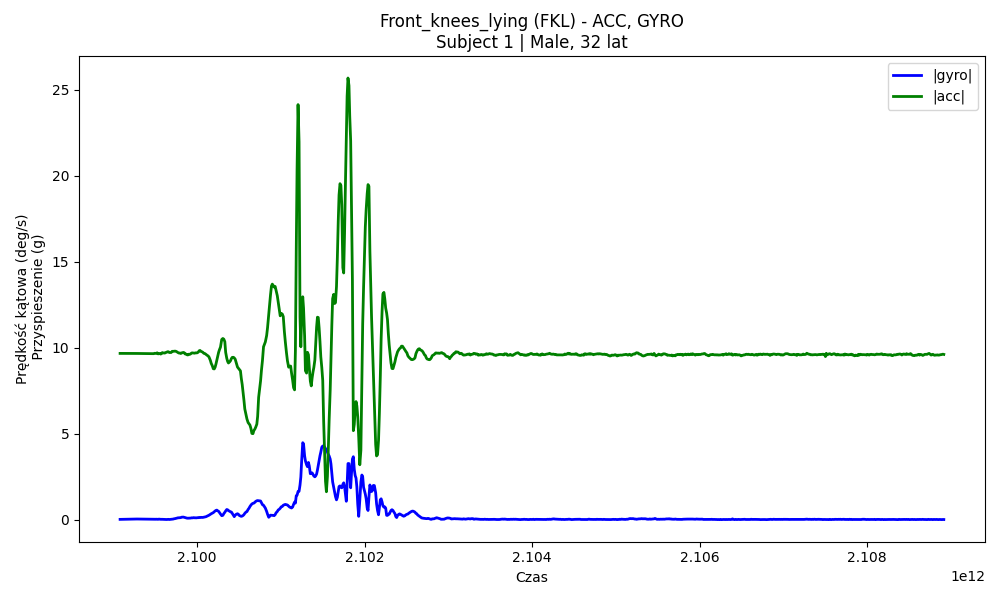 Front_knees_lying (FKL) - ACC, GYRO
Subject 1 | Male, 32 lat
|gyro|
|acc|
Prędkość kątowa (deg/s)
Przyspieszenie (g)
25
20
15
10
5
0
2.100
2.102
2.104
2.106
2.108
1e12
Czas